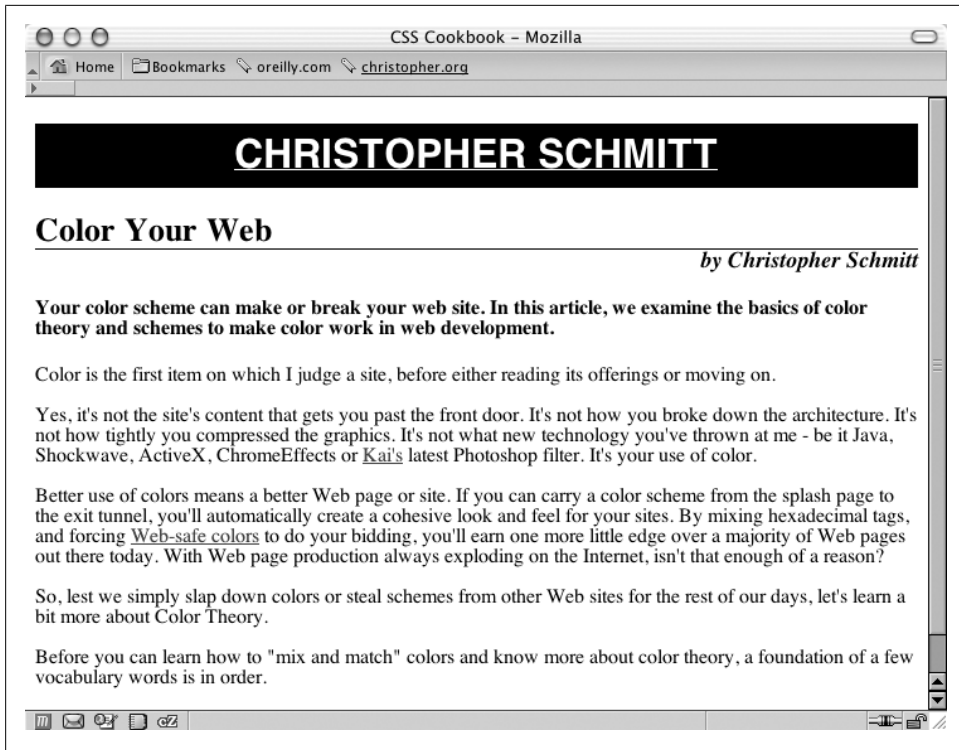 CSS Cookbook – Mozilla
Home Bookmarks oreilly.com christopher.org
CHRISTOPHER SCHMITT
Color Your Web
by Christopher Schmitt
Your color scheme can make or break your web site. In this article, we examine the basics of color
theory and schemes to make color work in web development.
Color is the first item on which I judge a site, before either reading its offerings or moving on.
Yes, it's not the site's content that gets you past the front door. It's not how you broke down the architecture. It's
not how tightly you compressed the graphics. It's not what new technology you've thrown at me - be it Java,
Shockwave, ActiveX, ChromeEffects or Kai's latest Photoshop filter. It's your use of color.
Better use of colors means a better Web page or site. If you can carry a color scheme from the splash page to
the exit tunnel, you'll automatically create a cohesive look and feel for your sites. By mixing hexadecimal tags,
and forcing Web-safe colors to do your bidding, you'll earn one more little edge over a majority of Web pages
out there today. With Web page production always exploding on the Internet, isn't that enough of a reason?
So, lest we simply slap down colors or steal schemes from other Web sites for the rest of our days, let's learn a
bit more about Color Theory.
Before you can learn how to "mix and match" colors and know more about color theory, a foundation of a few
vocabulary words is in order.